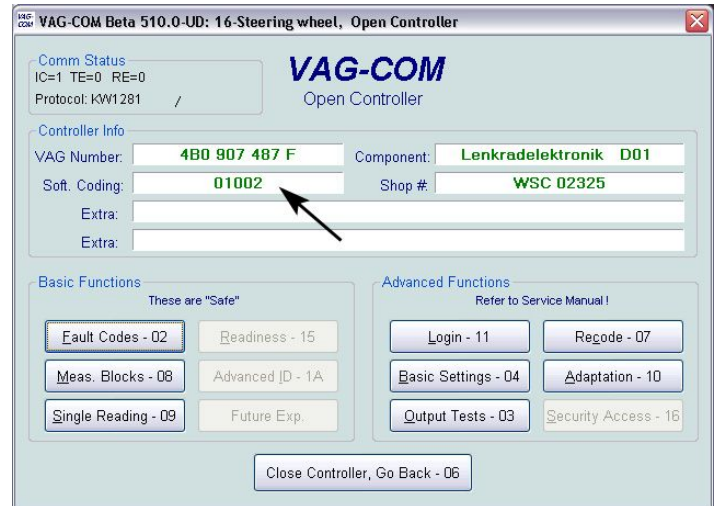 VAG-COM Beta 510.0-UD: 16-Steering wheel, Open Controller
Comm Status
IC=1 TE=0 RE=0
Protocol: KW1281 /
VAG-COM
Open Controller
Controller Info
VAG Number: 4B0 907 487 F Component: Lenkradelektronik D01
Soft. Coding: 01002 Shop #: WSC 02325
Extra:
Extra:
Basic Functions
These are "Safe"
Fault Codes - 02 Readiness - 15
Meas. Blocks - 08 Advanced ID - 1A
Single Reading - 09 Future Exp.
Advanced Functions
Refer to Service Manual !
Login - 11 Recode - 07
Basic Settings - 04 Adaptation - 10
Output Tests - 03 Security Access - 16
Close Controller, Go Back - 06